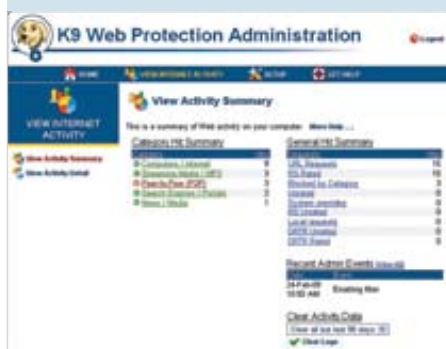 K9 Web Protection Administration
Logout
HOME
VIEW INTERNET ACTIVITY
SETUP
GET HELP
VIEW INTERNET
ACTIVITY
View Activity Summary
View Activity Detail
View Activity Summary
This is a summary of Web activity on your computer. More Help ...
Category Hit Summary
Category
Computers / Internet
Streaming Media / MP3
Peer-to-Peer (P2P)
Search Engines / Portals
News / Media 1
General Hit Summary
URL Requests
Blocked by Category
Recent Admin Events
Enabling filter
Clear Activity Data
Clear Logs